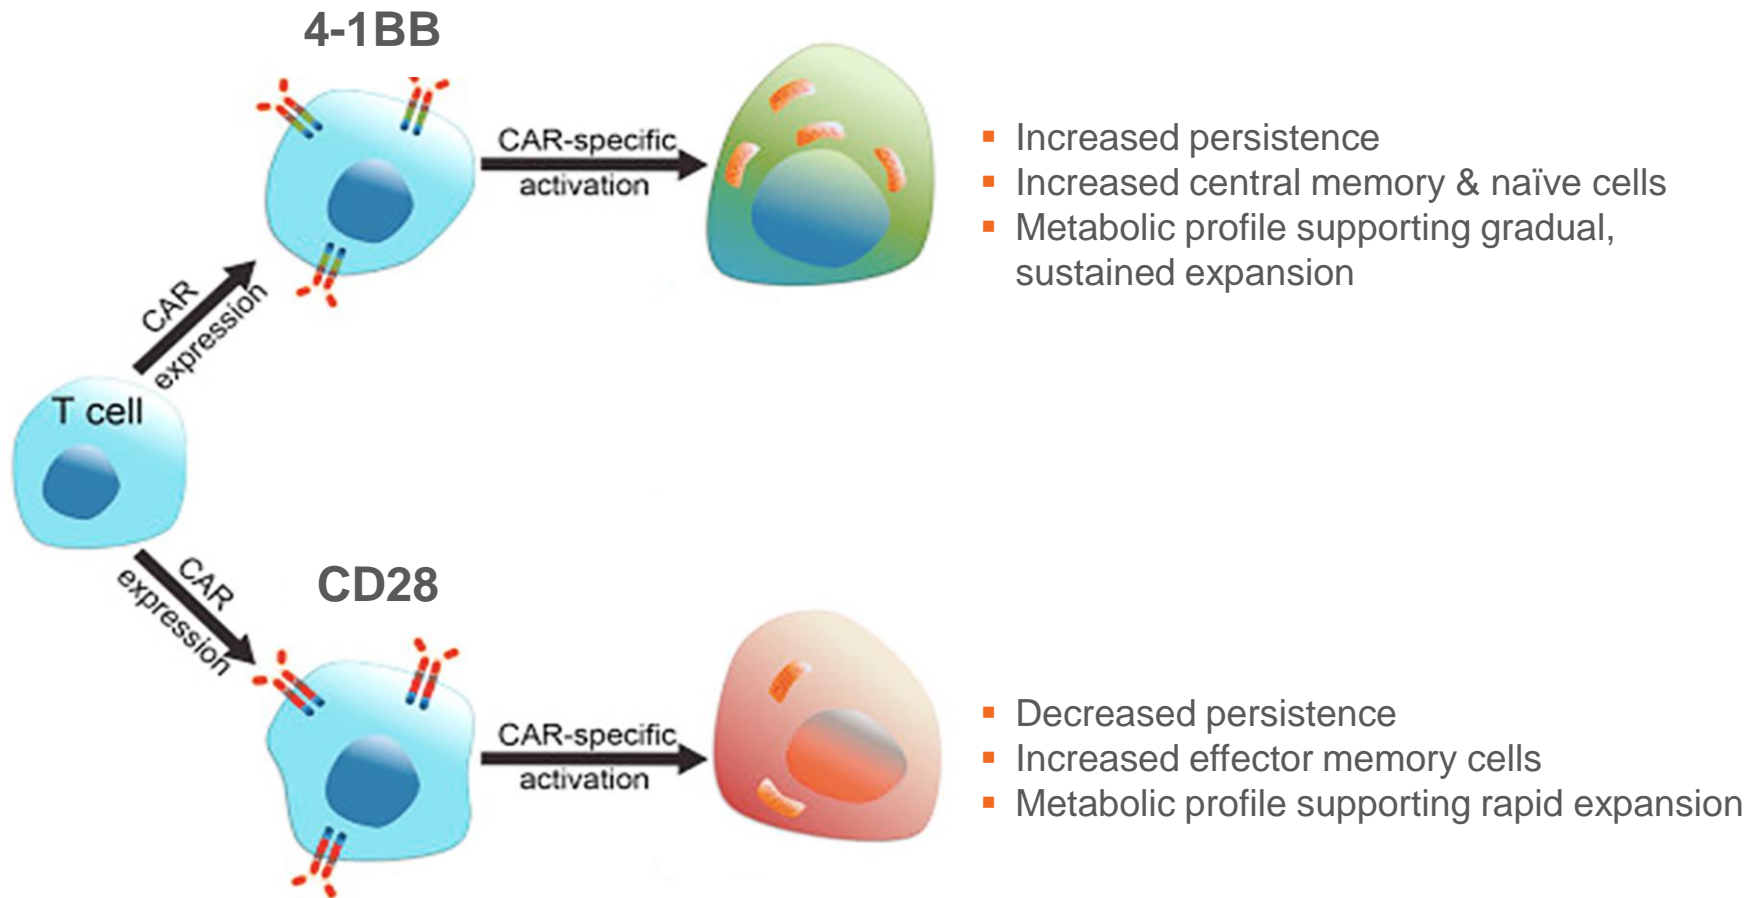 4-1BB
CAR-specific
activation
▪ Increased persistence
▪ Increased central memory & naïve cells
▪ Metabolic profile supporting gradual,
sustained expansion
CAR
expression
T cell
CAR
expression
CD28
CAR-specific
activation
▪ Decreased persistence
▪ Increased effector memory cells
▪ Metabolic profile supporting rapid expansion